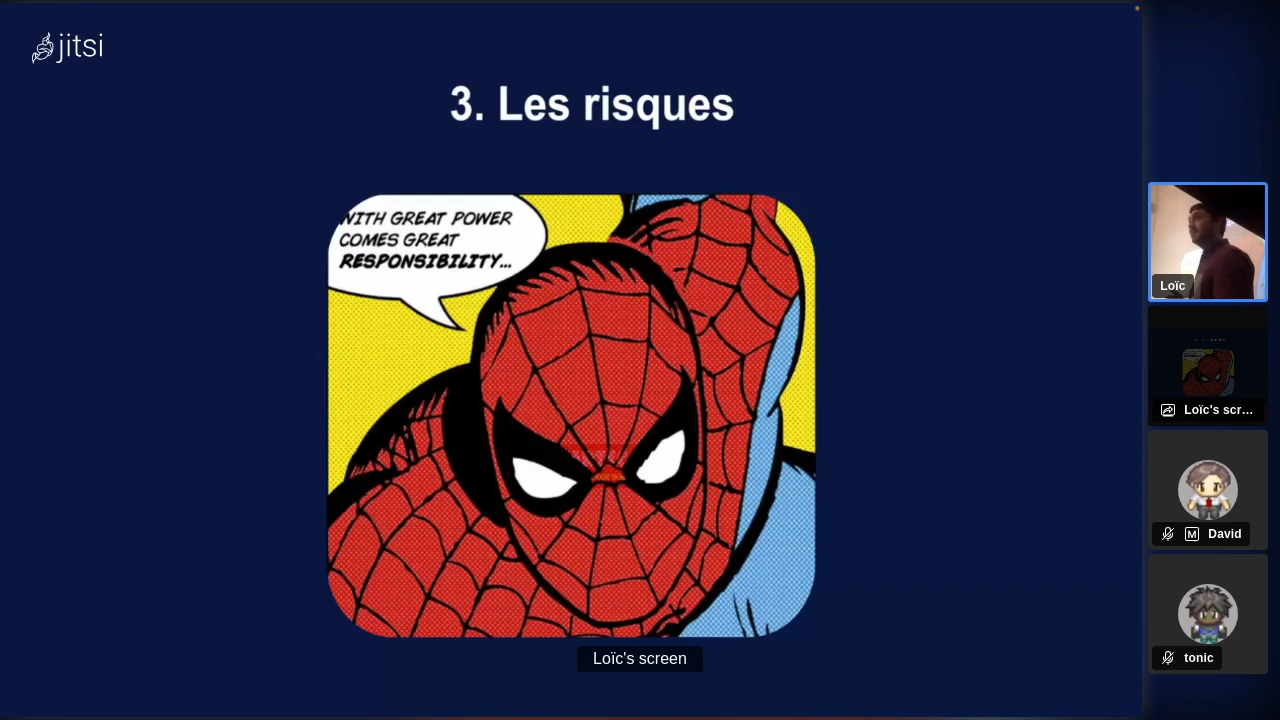 jitsi
3. Les risques
WITH GREAT POWER
COMES GREAT
RESPONSIBILITY...
Loïc
Loïc's scr...
M
David
tonic
Loïc's screen